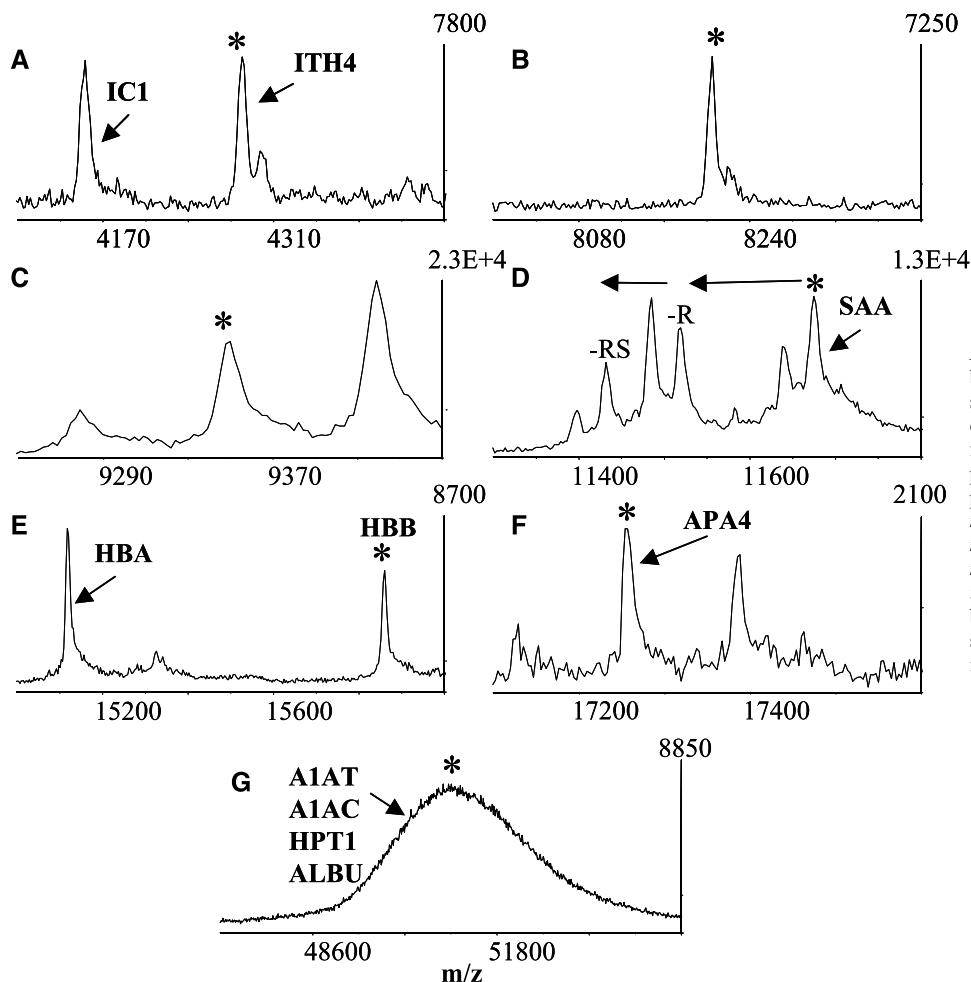 7800
A
*
ITH4
IC1
4170 4310
7250
B
*
8080 8240
2.3E+4
C
*
9290 9370
1.3E+4
D
*
SAA
-R
-RS
11400 11600
8700
E
HBB
*
HBA
15200 15600
2100
F
*
APA4
17200 17400
8850
G
*
A1AT
A1AC
HPT1
ALBU
48600 51800
m/z